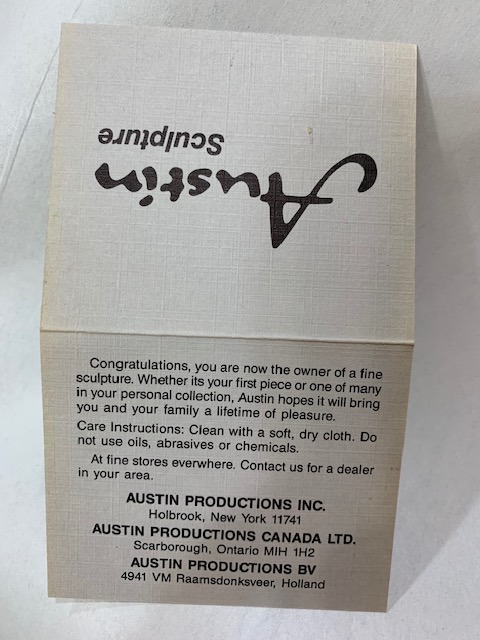 Austin
Sculpture
Congratulations, you are now the owner of a fine
sculpture. Whether its your first piece or one of many
in your personal collection, Austin hopes it will bring
you and your family a lifetime of pleasure.
Care Instructions: Clean with a soft, dry cloth. Do
not use oils, abrasives or chemicals.
At fine stores everwhere. Contact us for a dealer
in your area.
AUSTIN PRODUCTIONS INC.
Holbrook, New York 11741
AUSTIN PRODUCTIONS CANADA LTD.
Scarborough, Ontario MIH 1H2
AUSTIN PRODUCTIONS BV
4941 VM Raamsdonksveer, Holland